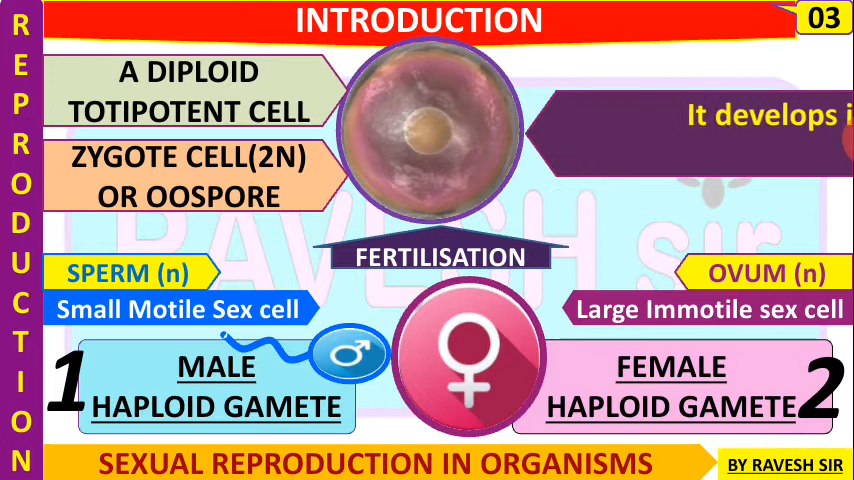 INTRODUCTION
03
REPRODUCTION
A DIPLOID
TOTIPOTENT CELL
It develops i
ZYGOTE CELL(2N)
OR OOSPORE
RAVESH sir
FERTILISATION
SPERM (n)
OVUM (n)
Small Motile Sex cell
Large Immotile sex cell
1
MALE
HAPLOID GAMETE
FEMALE
HAPLOID GAMETE
2
SEXUAL REPRODUCTION IN ORGANISMS
BY RAVESH SIR